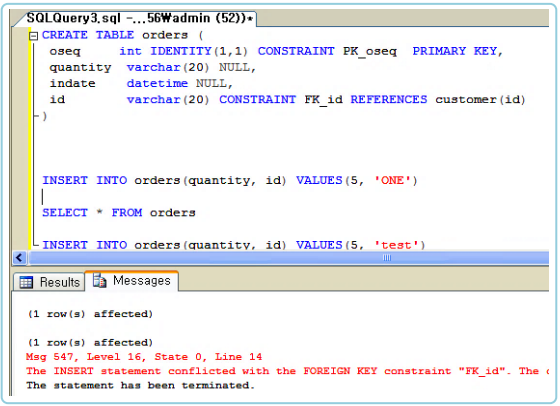 SQLQuery3.sql -...56₩admin (52))*
CREATE TABLE orders (
oseq int IDENTITY(1,1) CONSTRAINT PK_oseq PRIMARY KEY,
quantity varchar(20) NULL,
indate datetime NULL,
id varchar(20) CONSTRAINT FK_id REFERENCES customer(id)
)
INSERT INTO orders(quantity, id) VALUES(5, 'ONE')
SELECT * FROM orders
INSERT INTO orders(quantity, id) VALUES(5, 'test')
Results Messages
(1 row(s) affected)
(1 row(s) affected)
Msg 547, Level 16, State 0, Line 14
The INSERT statement conflicted with the FOREIGN KEY constraint "FK_id". The
The statement has been terminated.